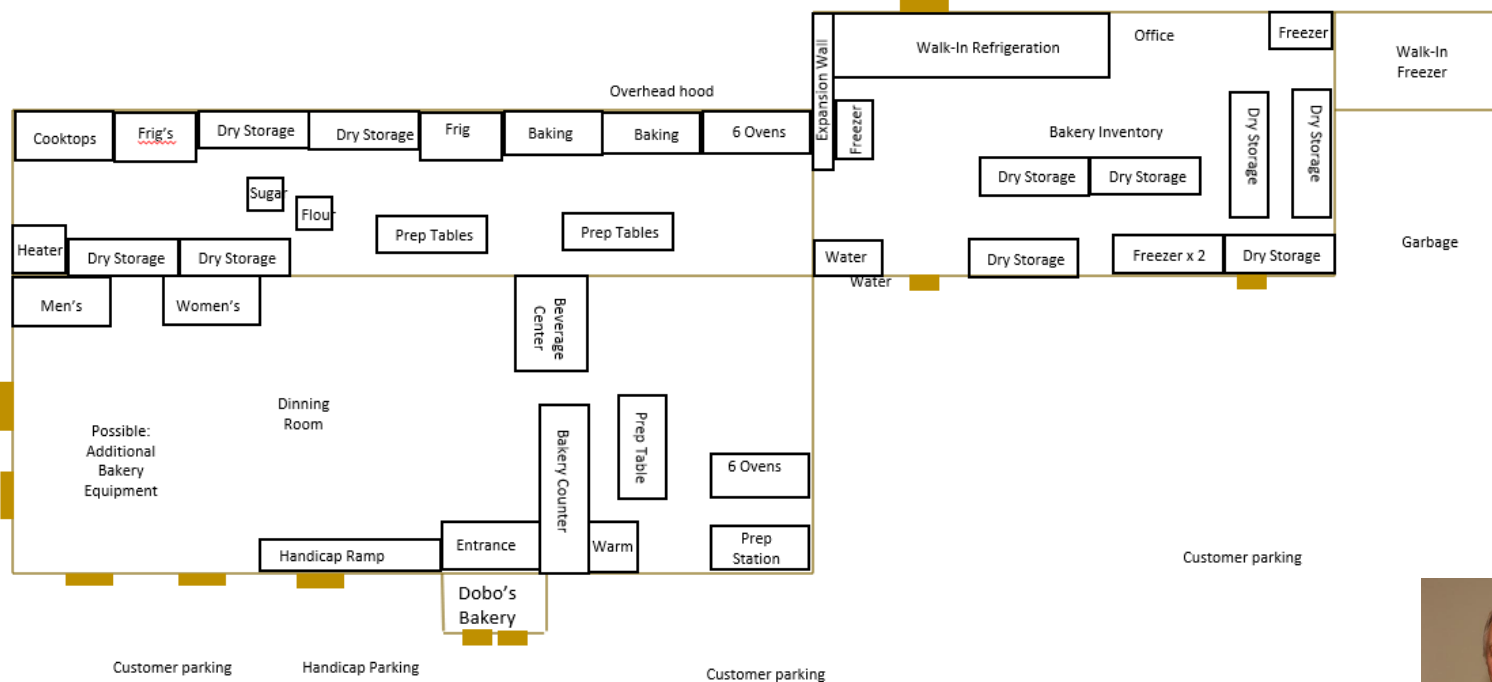 Walk-In Refrigeration
Office
Freezer
Walk-In
Freezer
Expansion Wall
Overhead hood
Cooktops
Frig's
Dry Storage
Dry Storage
Frig
Baking
Baking
6 Ovens
Freezer
Bakery Inventory
Dry Storage
Dry Storage
Dry Storage
Dry Storage
Sugar
Flour
Prep Tables
Prep Tables
Heater
Dry Storage
Dry Storage
Water
Water
Dry Storage
Freezer x 2
Dry Storage
Garbage
Men's
Women's
Beverage
Center
Dinning
Room
Possible:
Additional
Bakery
Equipment
Bakery Counter
Prep Table
6 Ovens
Handicap Ramp
Entrance
Warm
Prep
Station
Customer parking
Dobo's
Bakery
Customer parking
Handicap Parking
Customer parking